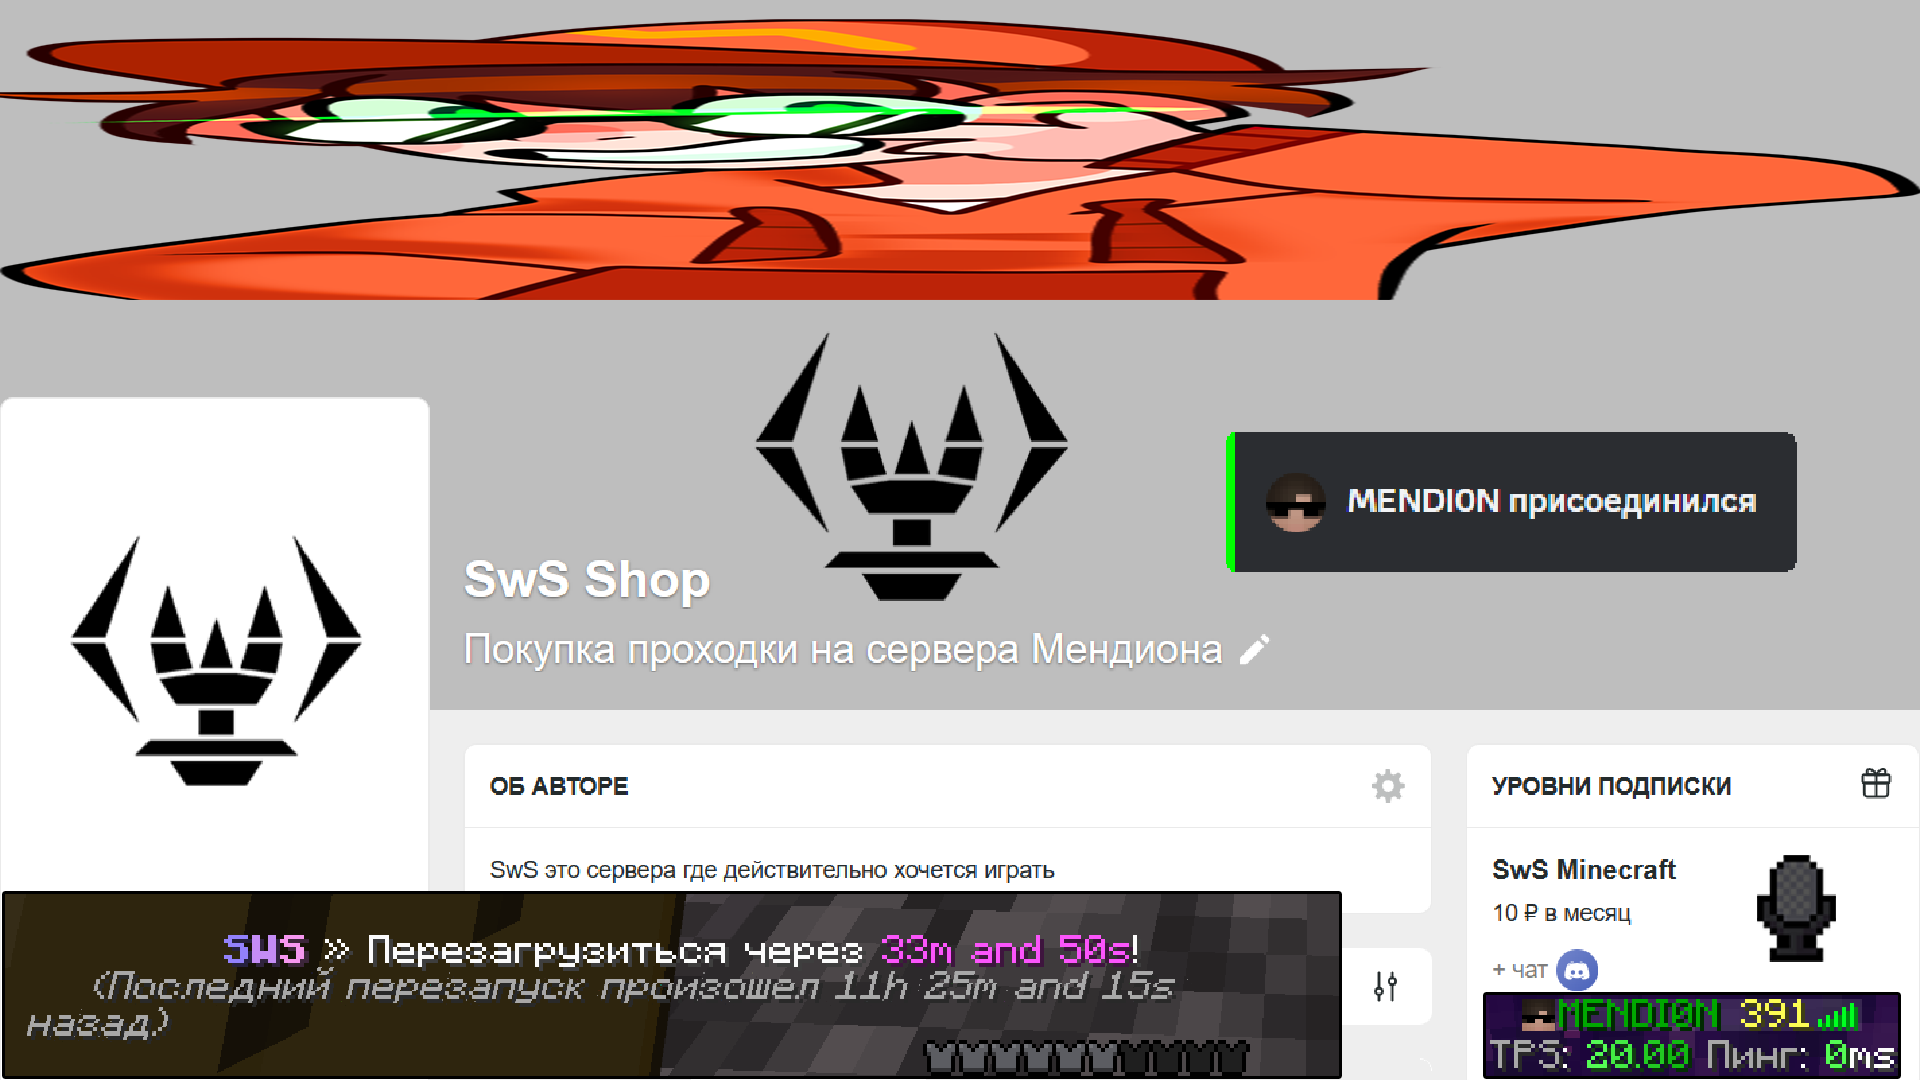 MENDI0N присоединился
SwS Shop
Покупка проходки на сервера Мендиона
ОБ АВТОРЕ
SwS это сервера где действительно хочется играть
УРОВНИ ПОДПИСКИ
SwS Minecraft
10 ₽ в месяц
+ чат
SWS » Перезагрузиться через 33m and 50s!
(Последний перезапуск произошел 11h 25m and 15s
назад)
MENDI0N 391
TPS: 20.00 Пинг: 0ms